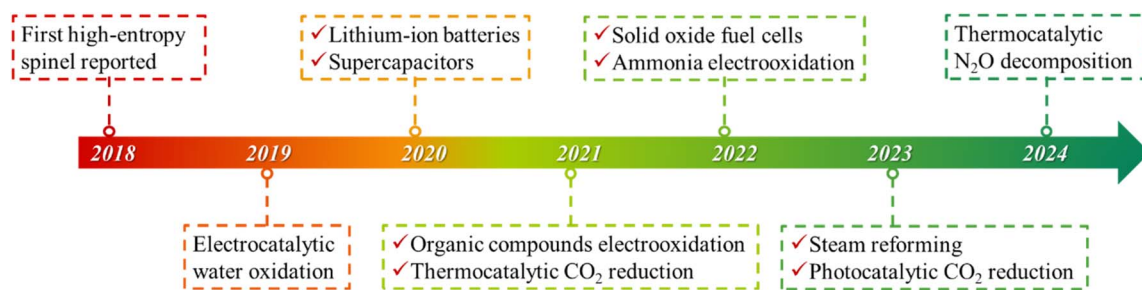 First high-entropy
spinel reported
✓ Lithium-ion batteries
✓ Supercapacitors
✓ Solid oxide fuel cells
✓ Ammonia electrooxidation
Thermocatalytic
N₂O decomposition
2018 2019 2020 2021 2022 2023 2024
Electrocatalytic
water oxidation
✓ Organic compounds electrooxidation
✓ Thermocatalytic CO₂ reduction
✓ Steam reforming
✓ Photocatalytic CO₂ reduction